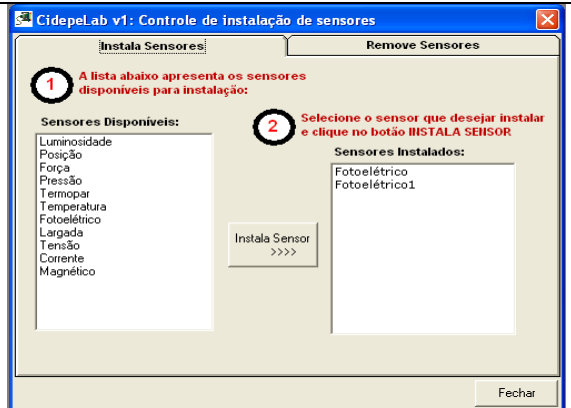 CidepeLab v1: Controle de instalação de sensores
Instala Sensores
Remove Sensores
1
A lista abaixo apresenta os sensores
disponíveis para instalação:
Sensores Disponíveis:
Luminosidade
Posição
Força
Pressão
Termopar
Temperatura
Fotoelétrico
Largada
Tensão
Corrente
Magnético
Instala Sensor
>>>>
2
Selecione o sensor que desejar instalar
e clique no botão INSTALA SENSOR
Sensores Instalados:
Fotoelétrico
Fotoelétrico1
Fechar